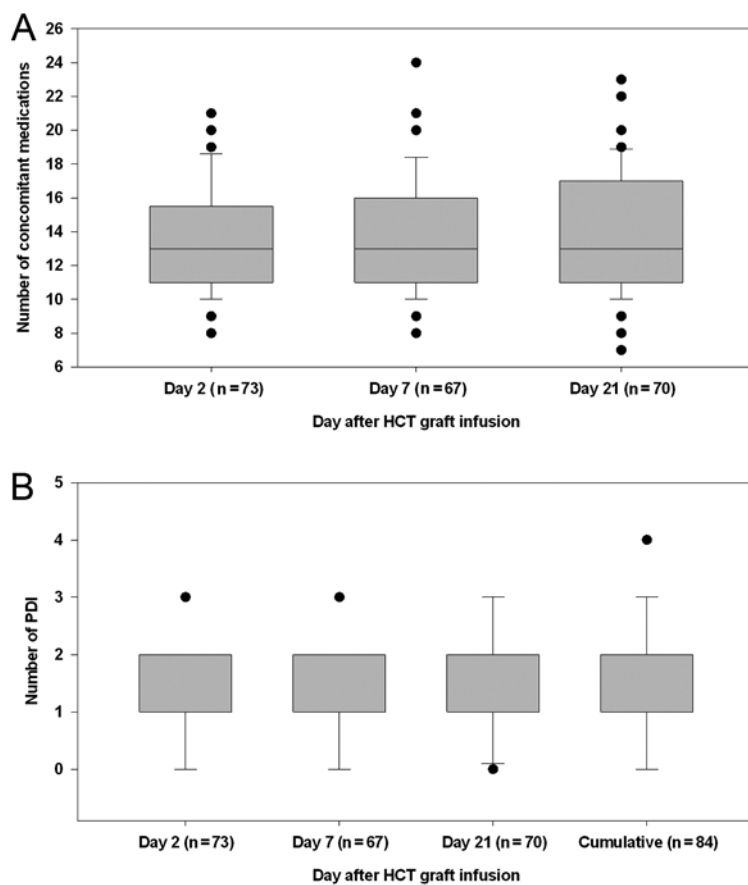 A
Number of concomitant medications
26
24
22
20
18
16
14
12
10
8
6
Day 2 (n=73) Day 7 (n=67) Day 21 (n=70)
Day after HCT graft infusion
B
Number of PDI
5
4
3
2
1
0
Day 2 (n=73) Day 7 (n=67) Day 21 (n=70) Cumulative (n=84)
Day after HCT graft infusion